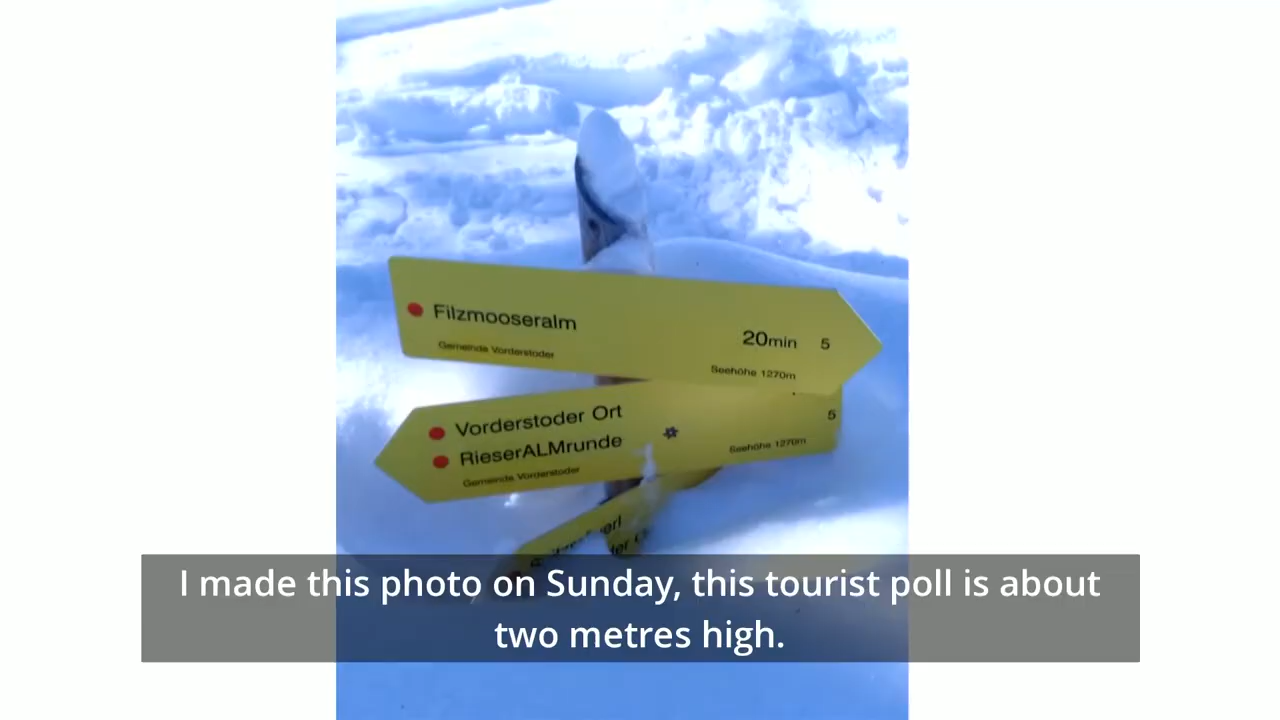 Filzmooseralm
20min 5
Gemeinde Vorderstoder
Seehöhe 1270m
Vorderstoder Ort
5
RieserALMrunde
Seehöhe 1270m
Gemeinde Vorderstoder
I made this photo on Sunday, this tourist poll is about
two metres high.